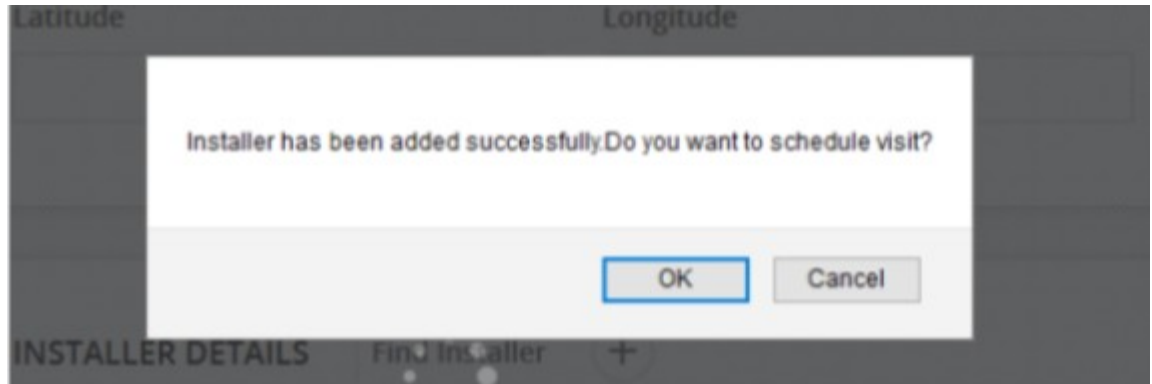 Latitude Longitude
Installer has been added successfully.Do you want to schedule visit?
OK Cancel
INSTALLER DETAILS Find Installer +